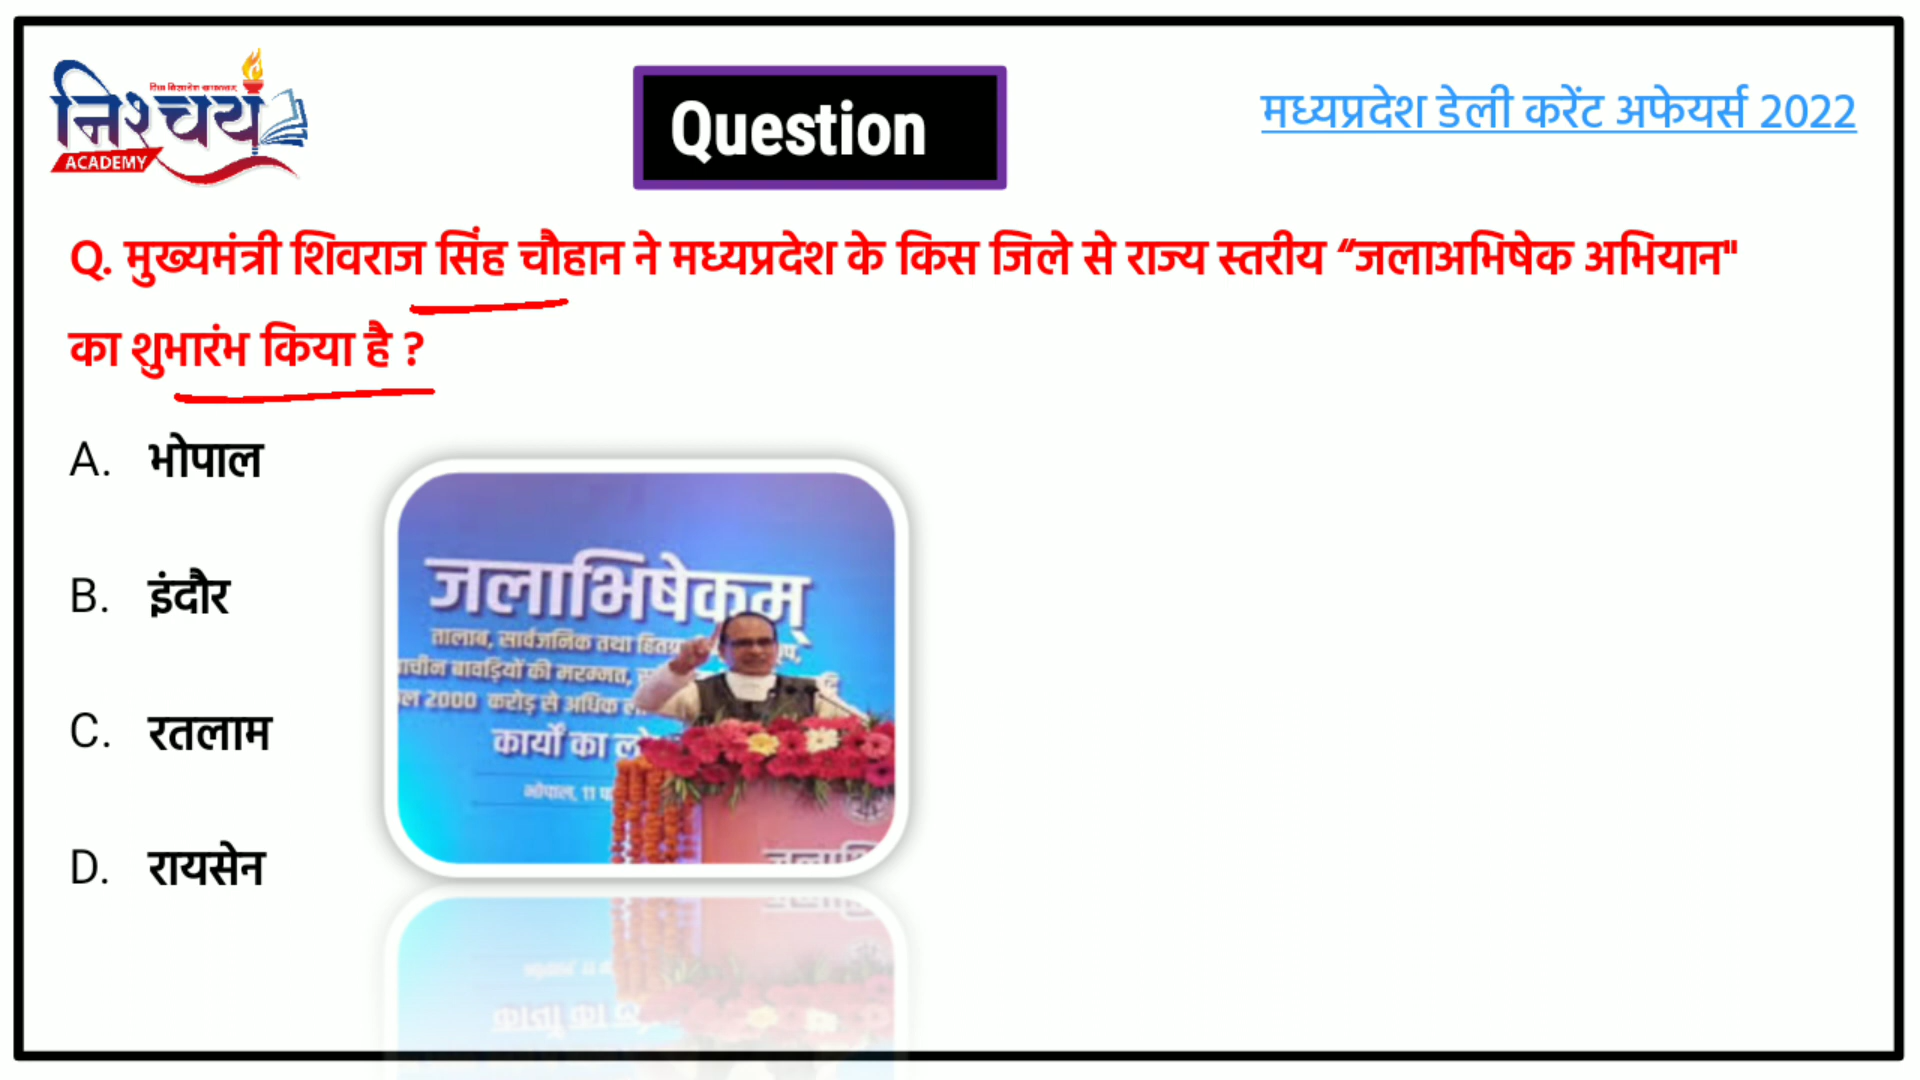 निश्चय
ACADEMY
Question
मध्यप्रदेश डेली करेंट अफेयर्स 2022
Q. मुख्यमंत्री शिवराज सिंह चौहान ने मध्यप्रदेश के किस जिले से राज्य स्तरीय “जलाअभिषेक अभियान"
का शुभारंभ किया है ?
A. भोपाल
B. इंदौर
C. रतलाम
D. रायसेन
जलाभिषेकम्
तालाब, सार्वजनिक तथा
बावड़ियों की मरम्मत,
2000 करोड़ से अधिक
कार्यों का
भोपाल, 11